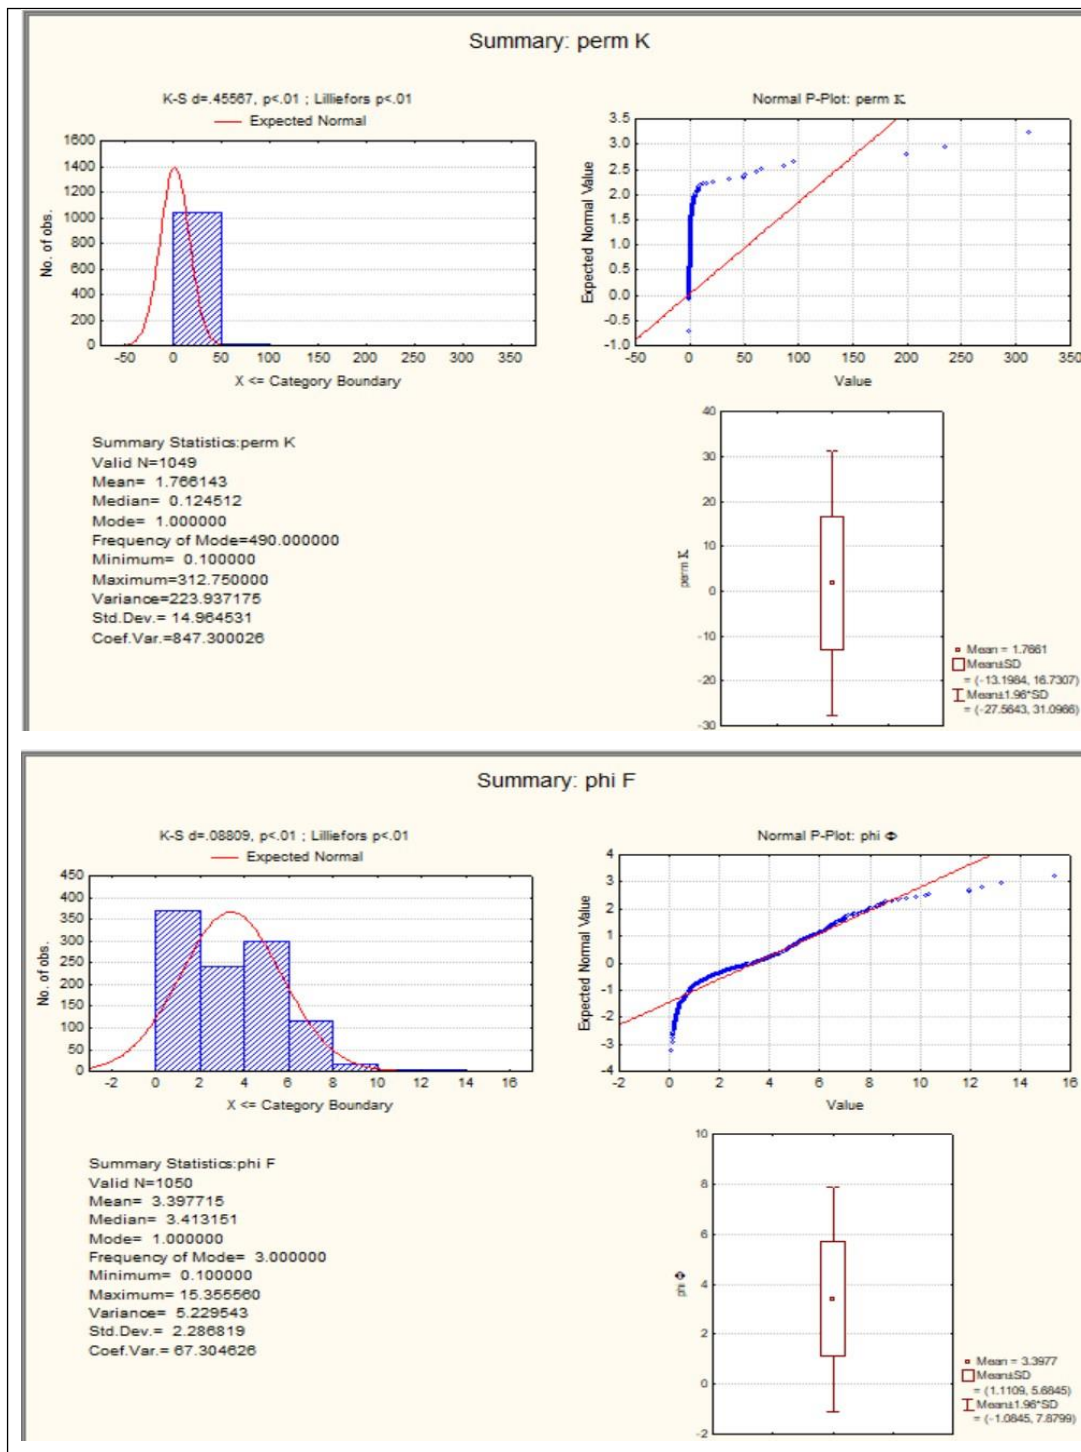 Summary: perm K
K-S d=.45567, p<.01 ; Lilliefors p<.01
Expected Normal
1600
1400
1200
1000
800
600
400
200
0
No. of obs.
-50 0 50 100 150 200 250 300 350
X <= Category Boundary
Normal P-Plot: perm K
3.5
3.0
2.5
2.0
1.5
1.0
0.5
0.0
-0.5
-1.0
Expected Normal Value
-50 0 50 100 150 200 250 300 350
Value
Summary Statistics:perm K
Valid N=1049
Mean= 1.766143
Median= 0.124512
Mode= 1.000000
Frequency of Mode=490.000000
Minimum= 0.100000
Maximum=312.750000
Variance=223.937175
Std.Dev.= 14.964531
Coef.Var.=847.300026
40
30
20
10
0
-10
-20
-30
perm K
Mean = 1.7661
Mean±SD
= (-13.1984, 16.7307)
Mean±1.96*SD
= (-27.5643, 31.0966)
Summary: phi F
K-S d=.08809, p<.01 ; Lilliefors p<.01
Expected Normal
450
400
350
300
250
200
150
100
50
0
No. of obs.
-2 0 2 4 6 8 10 12 14 16
X <= Category Boundary
Normal P-Plot: phi Φ
4
3
2
1
0
-1
-2
-3
-4
Expected Normal Value
-2 0 2 4 6 8 10 12 14 16
Value
Summary Statistics:phi F
Valid N=1050
Mean= 3.397715
Median= 3.413151
Mode= 1.000000
Frequency of Mode= 3.000000
Minimum= 0.100000
Maximum= 15.355560
Variance= 5.229543
Std.Dev.= 2.286819
Coef.Var.= 67.304626
10
8
6
4
2
0
-2
phi Φ
Mean = 3.3977
Mean±SD
= (1.1109, 5.6845)
Mean±1.96*SD
= (-1.0845, 7.8799)